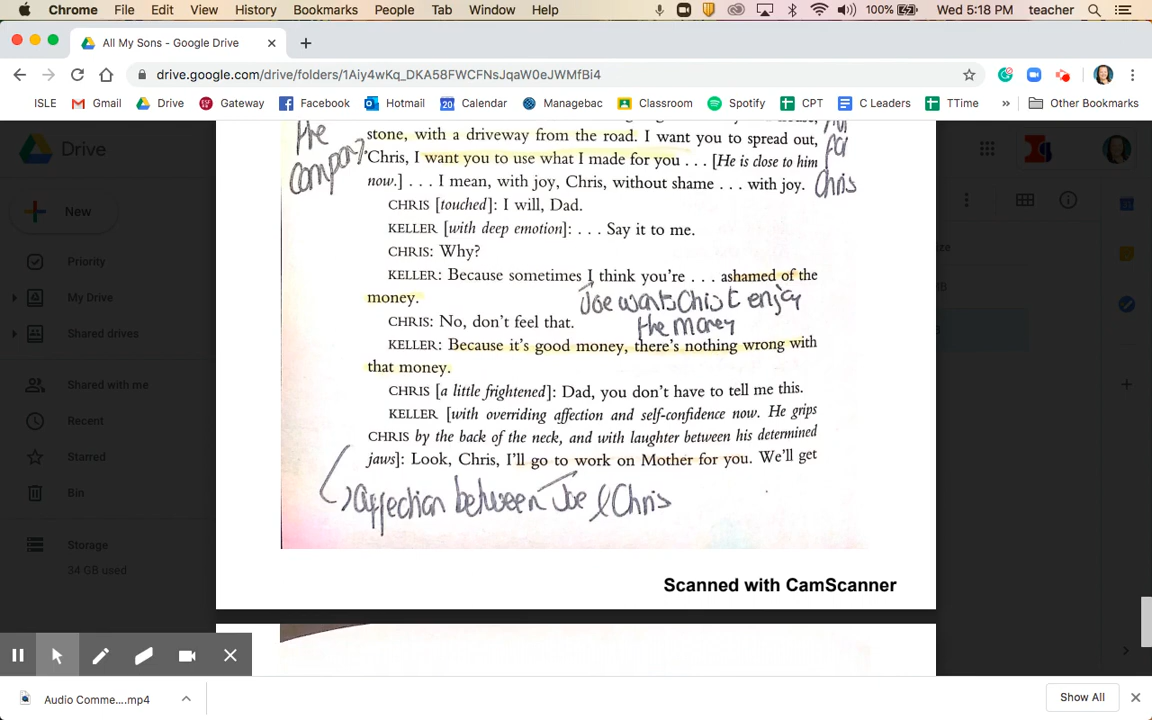 Chrome File Edit View History Bookmarks People Tab Window Help 100% Wed 5:18 PM teacher
All My Sons - Google Drive
drive.google.com/drive/folders/1Aiy4wKq_DKA58FWCFNsJqaW0eJWMfBi4
ISLE Gmail Drive Gateway Facebook Hotmail 20 Calendar Managebac Classroom Spotify CPT C Leaders TTime » Other Bookmarks
Drive
New
Priority
My Drive
Shared drives
Shared with me
Recent
Starred
Bin
Storage
34 GB used
the
company?
stone, with a driveway from the road. I want you to spread out,
Chris, I want you to use what I made for you . . . [He is close to him
now.] . . . I mean, with joy, Chris, without shame . . . with joy.
for
Chris
CHRIS [touched]: I will, Dad.
KELLER [with deep emotion]: . . . Say it to me.
CHRIS: Why?
KELLER: Because sometimes I think you're . . . ashamed of the
money.
Joe wants Chris t enjoy
the money
CHRIS: No, don't feel that.
KELLER: Because it's good money, there's nothing wrong with
that money.
CHRIS [a little frightened]: Dad, you don't have to tell me this.
KELLER [with overriding affection and self-confidence now. He grips
CHRIS by the back of the neck, and with laughter between his determined
jaws]: Look, Chris, I'll go to work on Mother for you. We'll get
affection between Joe & Chris
Scanned with CamScanner
Audio Comme....mp4
Show All